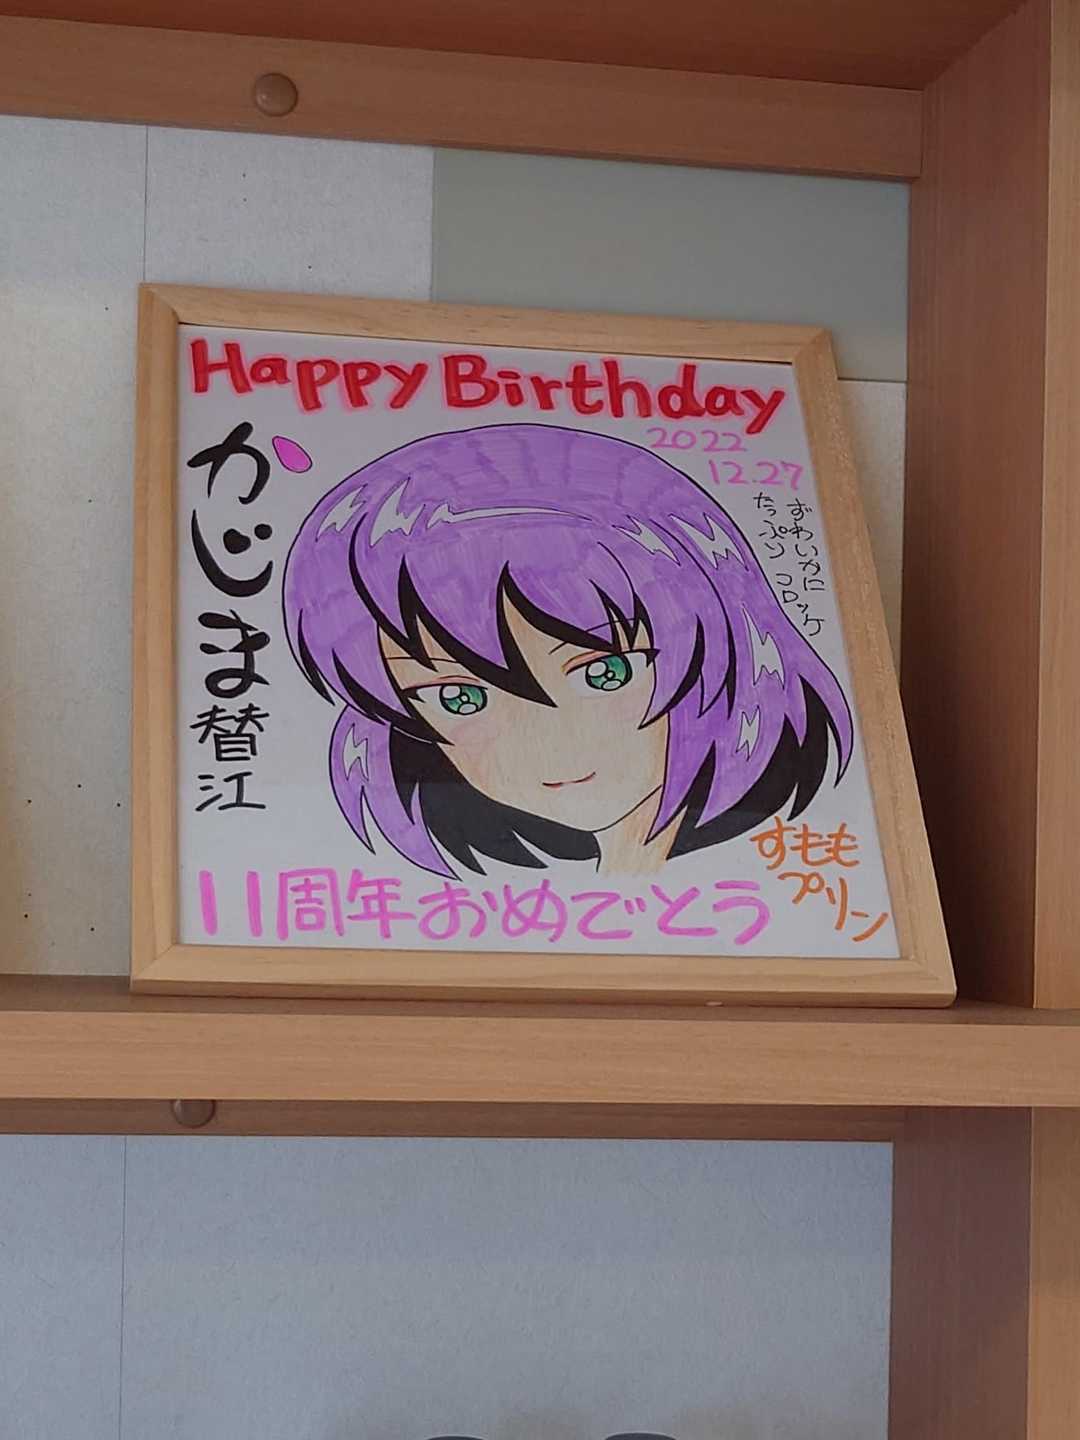 Happy Birthday
2022
12.27
かじま替江
ずわいがに
たっぷり コロッケ
すもも
プリン
11周年おめでとう